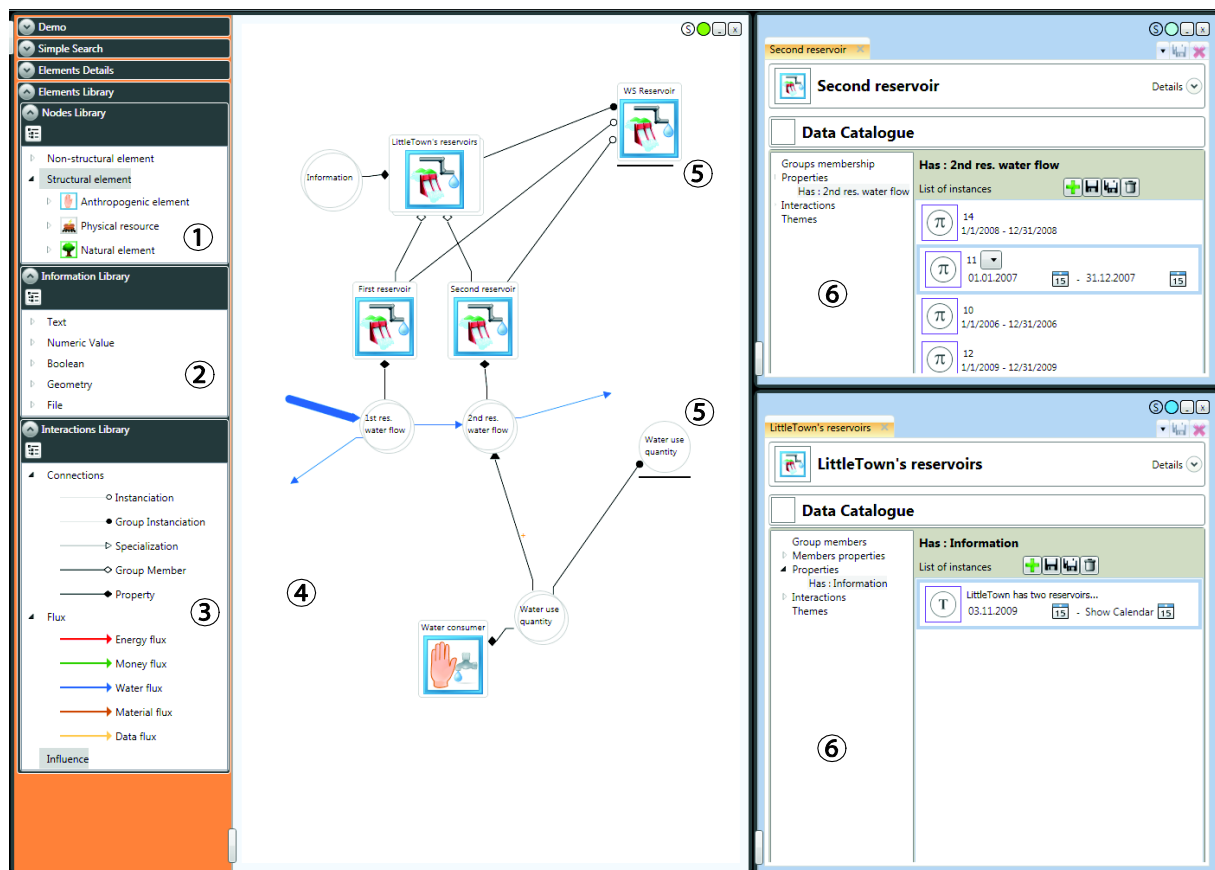 Demo
Simple Search
Elements Details
Elements Library
Nodes Library
Non-structural element
Structural element
Anthropogenic element
Physical resource
①
Natural element
Information Library
Text
Numeric Value
Boolean
②
Geometry
File
Interactions Library
Connections
Instanciation
Group Instanciation
Specialization
Group Member
Property
③
Flux
Energy flux
Money flux
Water flux
Material flux
Data flux
Influence
S - x
WS Reservoir
⑤
LittleTown's reservoirs
Information
First reservoir
Second reservoir
1st res.
water flow
2nd res.
water flow
⑤
Water use
quantity
④
Water use
quantity
Water consumer
S - x
Second reservoir ×
Second reservoir
Details
Data Catalogue
Groups membership
Properties
Has : 2nd res. water flow
Interactions
Themes
⑥
Has : 2nd res. water flow
List of instances
π 14
1/1/2008 - 12/31/2008
π 11
01.01.2007 15 - 31.12.2007 15
π 10
1/1/2006 - 12/31/2006
π 12
1/1/2009 - 12/31/2009
S - x
LittleTown's reservoirs ×
LittleTown's reservoirs
Details
Data Catalogue
Group members
Members properties
Properties
Has : Information
Interactions
Themes
⑥
Has : Information
List of instances
T LittleTown has two reservoirs...
03.11.2009 15 - Show Calendar 15